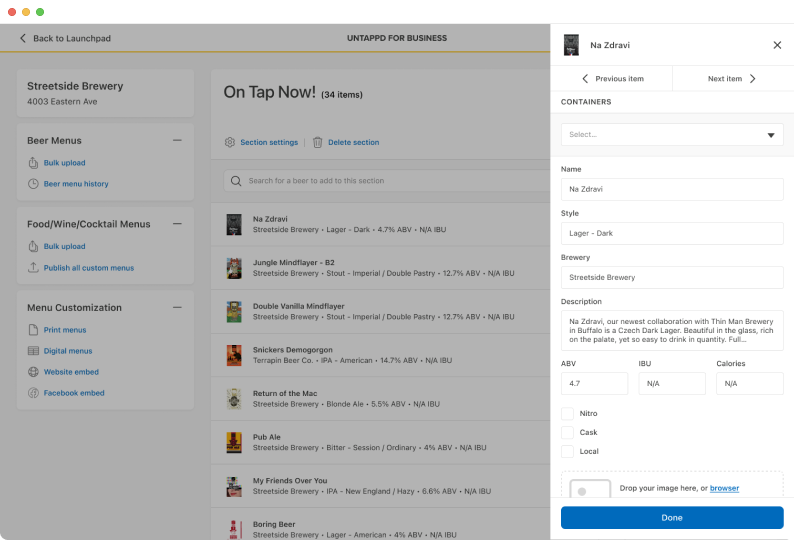 Back to Launchpad
UNTAPPD FOR BUSINESS
Streetside Brewery
4003 Eastern Ave
Beer Menus
Bulk upload
Beer menu history
Food/Wine/Cocktail Menus
Bulk upload
Publish all custom menus
Menu Customization
Print menus
Digital menus
Website embed
Facebook embed
On Tap Now! (34 items)
Section settings
Delete section
Search for a beer to add to this section
Na Zdravi
Streetside Brewery • Lager - Dark • 4.7% ABV • N/A IBU
Jungle Mindflayer - B2
Streetside Brewery • Stout - Imperial / Double Pastry • 12.7% ABV • N/A IBU
Double Vanilla Mindflayer
Streetside Brewery • Stout - Imperial / Double Pastry • 12.7% ABV • N/A IBU
Snickers Demogorgon
Terrapin Beer Co. • IPA - American • 14.7% ABV • N/A IBU
Return of the Mac
Streetside Brewery • Blonde Ale • 5.5% ABV • N/A IBU
Pub Ale
Streetside Brewery • Bitter - Session / Ordinary • 4% ABV • N/A IBU
My Friends Over You
Streetside Brewery • IPA - New England / Hazy • 6.6% ABV • N/A IBU
Boring Beer
Streetside Brewery • Lager - American • 4% ABV • N/A IBU
Na Zdravi
Previous item
Next item
CONTAINERS
Select...
Name
Na Zdravi
Style
Lager - Dark
Brewery
Streetside Brewery
Description
Na Zdravi, our newest collaboration with Thin Man Brewery
in Buffalo is a Czech Dark Lager. Beautiful in the glass, rich
on the palate, yet so easy to drink in quantity. Full...
ABV IBU Calories
4.7 N/A N/A
Nitro
Cask
Local
Drop your image here, or browser
Done